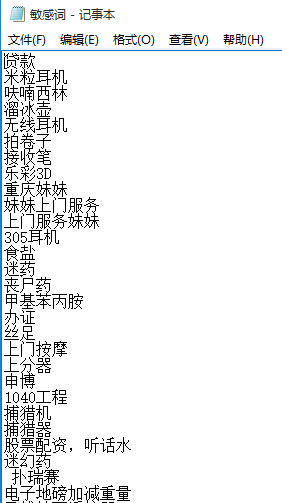 敏感词 - 记事本
文件(F) 编辑(E) 格式(O) 查看(V) 帮助(H)
贷款
米粒耳机
呋喃西林
溜冰壶
无线耳机
拍卷子
接收笔
乐彩3D
重庆妹妹
妹妹上门服务
上门服务妹妹
305耳机
食盐
迷药
丧尸药
甲基苯丙胺
办证
丝足
上门按摩
上分器
申博
1040工程
捕猎机
捕猎器
股票配资，听话水
迷幻药
扑瑞赛
电子地磅加减重量